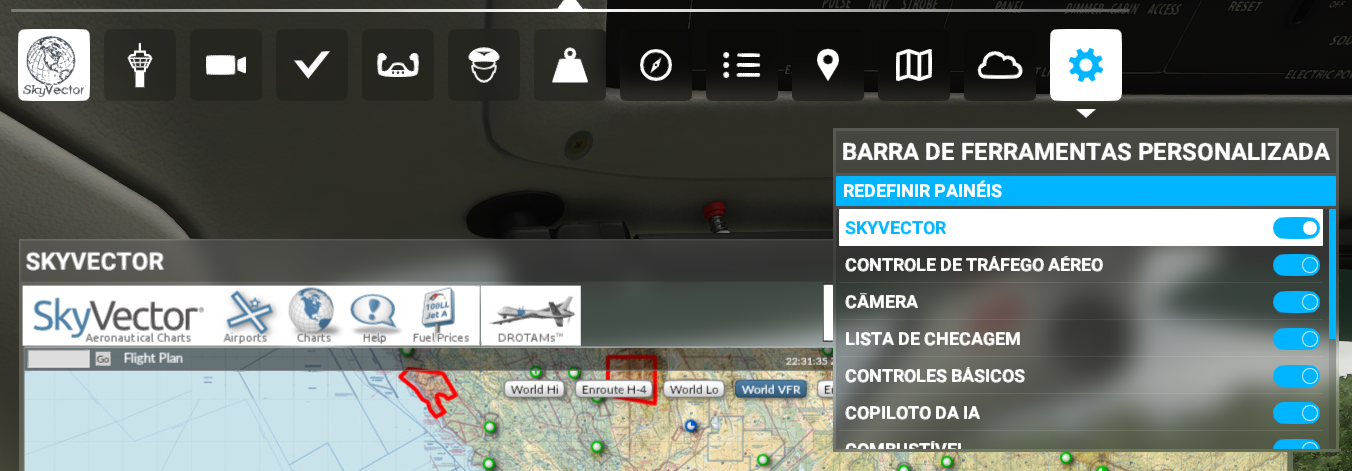 PULSE NAV STROBE PANEL DIMMER CABIN ACCESS RESET OFF
SkyVector
ELECTRIC PO
BARRA DE FERRAMENTAS PERSONALIZADA
REDEFINIR PAINÉIS
SKYVECTOR
CONTROLE DE TRÁFEGO AÉREO
CÂMERA
LISTA DE CHECAGEM
CONTROLES BÁSICOS
COPILOTO DA IA
COMBUSTÍVEL
SKYVECTOR
SkyVector®
Aeronautical Charts
Airports
Charts
Help
100LL
Jet A
Fuel Prices
DROTAMs™
Go Flight Plan
22:31:35
World Hi Enroute H-4 World Lo World VFR